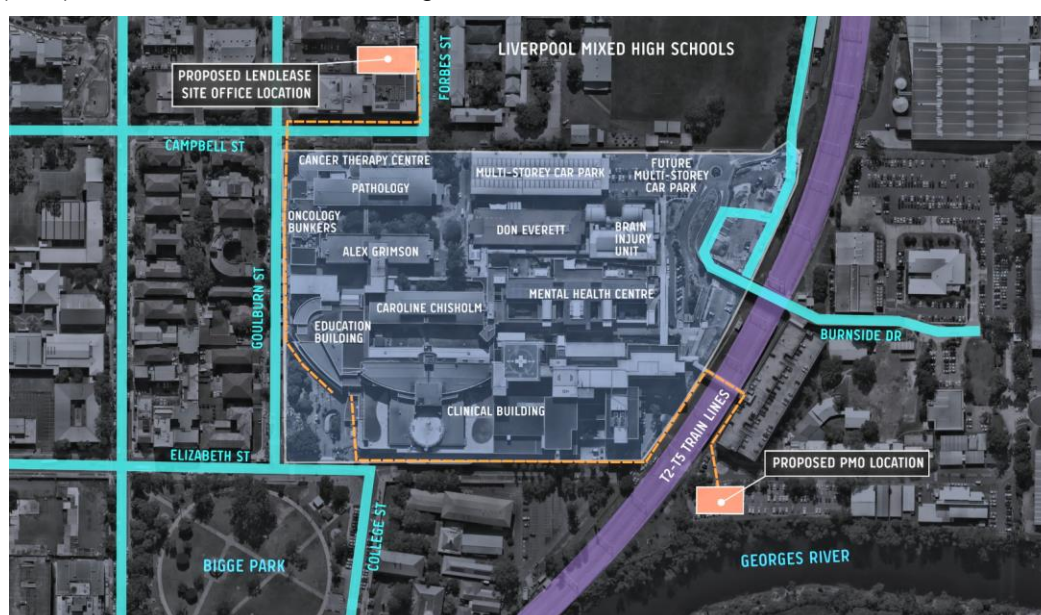 LIVERPOOL MIXED HIGH SCHOOLS
FORBES ST
PROPOSED LENDLEASE
SITE OFFICE LOCATION
CAMPBELL ST
CANCER THERAPY CENTRE
MULTI-STOREY CAR PARK
FUTURE
MULTI-STOREY
CAR PARK
PATHOLOGY
ONCOLOGY
BUNKERS
DON EVERETT
BRAIN
INJURY
UNIT
ALEX GRIMSON
GOULBURN ST
MENTAL HEALTH CENTRE
CAROLINE CHISHOLM
EDUCATION
BUILDING
BURNSIDE DR
CLINICAL BUILDING
T2-T5 TRAIN LINES
ELIZABETH ST
PROPOSED PMO LOCATION
COLLEGE ST
BIGGE PARK
GEORGES RIVER